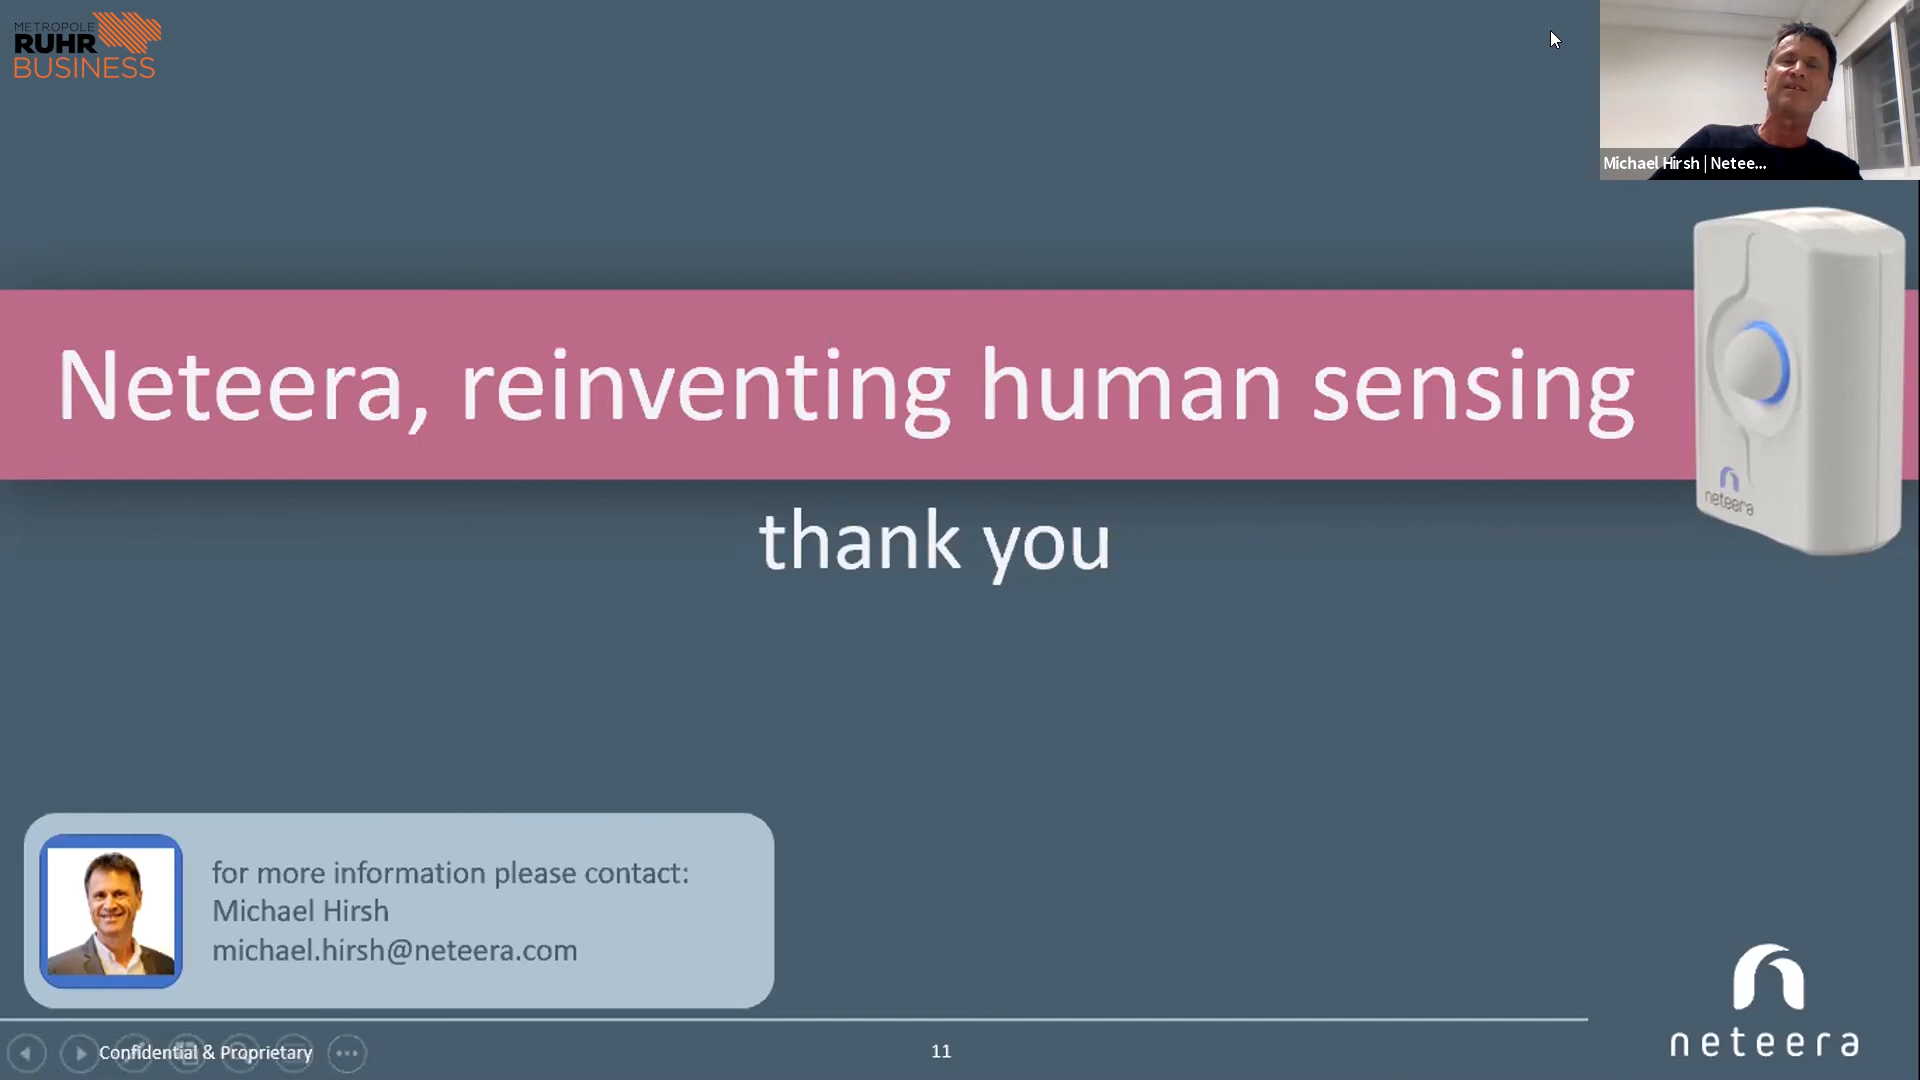 METROPOLE
RUHR
BUSINESS
Michael Hirsh | Netee...
Neteera, reinventing human sensing
neteera
thank you
for more information please contact:
Michael Hirsh
michael.hirsh@neteera.com
Confidential & Proprietary
11
neteera